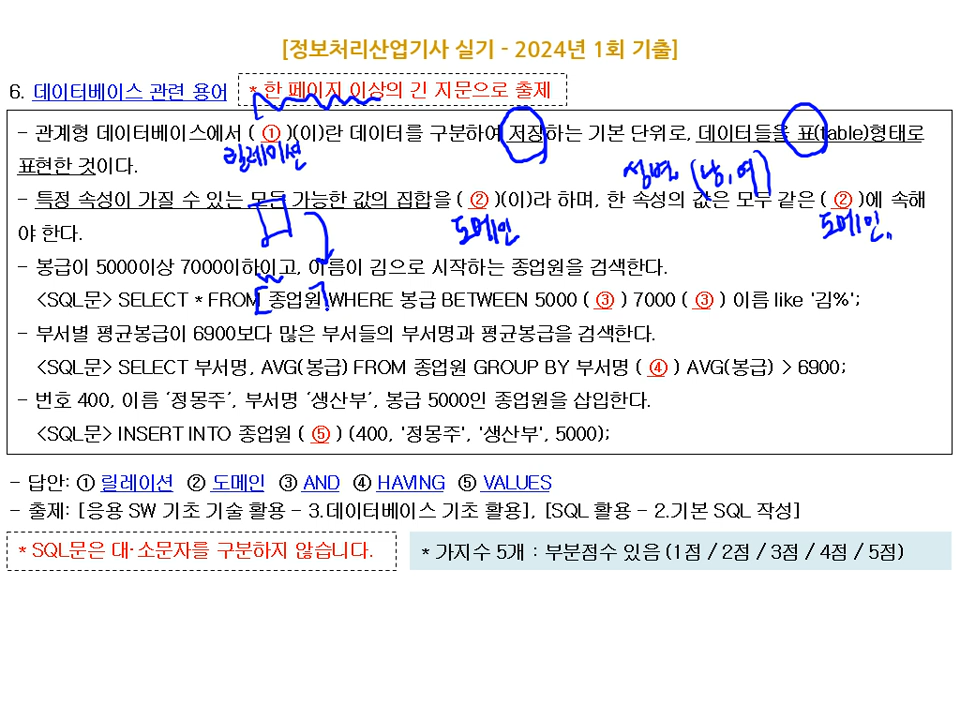 [정보처리산업기사 실기 - 2024년 1회 기출]
6. 데이터베이스 관련 용어 * 한 페이지 이상의 긴 지문으로 출제
- 관계형 데이터베이스에서 ( ① )(이)란 데이터를 구분하여 저장하는 기본 단위로, 데이터들을 표(table)형태로
표현한 것이다.
릴레이션
성별 (남, 여)
- 특정 속성이 가질 수 있는 모든 가능한 값의 집합을 ( ② )(이)라 하며, 한 속성의 값은 모두 같은 ( ② )에 속해
야 한다.
도메인 도메인
- 봉급이 5000이상 7000이하이고, 이름이 김으로 시작하는 종업원을 검색한다.
<SQL문> SELECT * FROM 종업원 WHERE 봉급 BETWEEN 5000 ( ③ ) 7000 ( ③ ) 이름 like '김%';
- 부서별 평균봉급이 6900보다 많은 부서들의 부서명과 평균봉급을 검색한다.
<SQL문> SELECT 부서명, AVG(봉급) FROM 종업원 GROUP BY 부서명 ( ④ ) AVG(봉급) > 6900;
- 번호 400, 이름 '정몽주', 부서명 '생산부', 봉급 5000인 종업원을 삽입한다.
<SQL문> INSERT INTO 종업원 ( ⑤ ) (400, '정몽주', '생산부', 5000);
- 답안: ① 릴레이션 ② 도메인 ③ AND ④ HAVING ⑤ VALUES
- 출제: [응용 SW 기초 기술 활용 - 3.데이터베이스 기초 활용], [SQL 활용 - 2.기본 SQL 작성]
* SQL문은 대·소문자를 구분하지 않습니다.
* 가지수 5개 : 부분점수 있음 (1점 / 2점 / 3점 / 4점 / 5점)